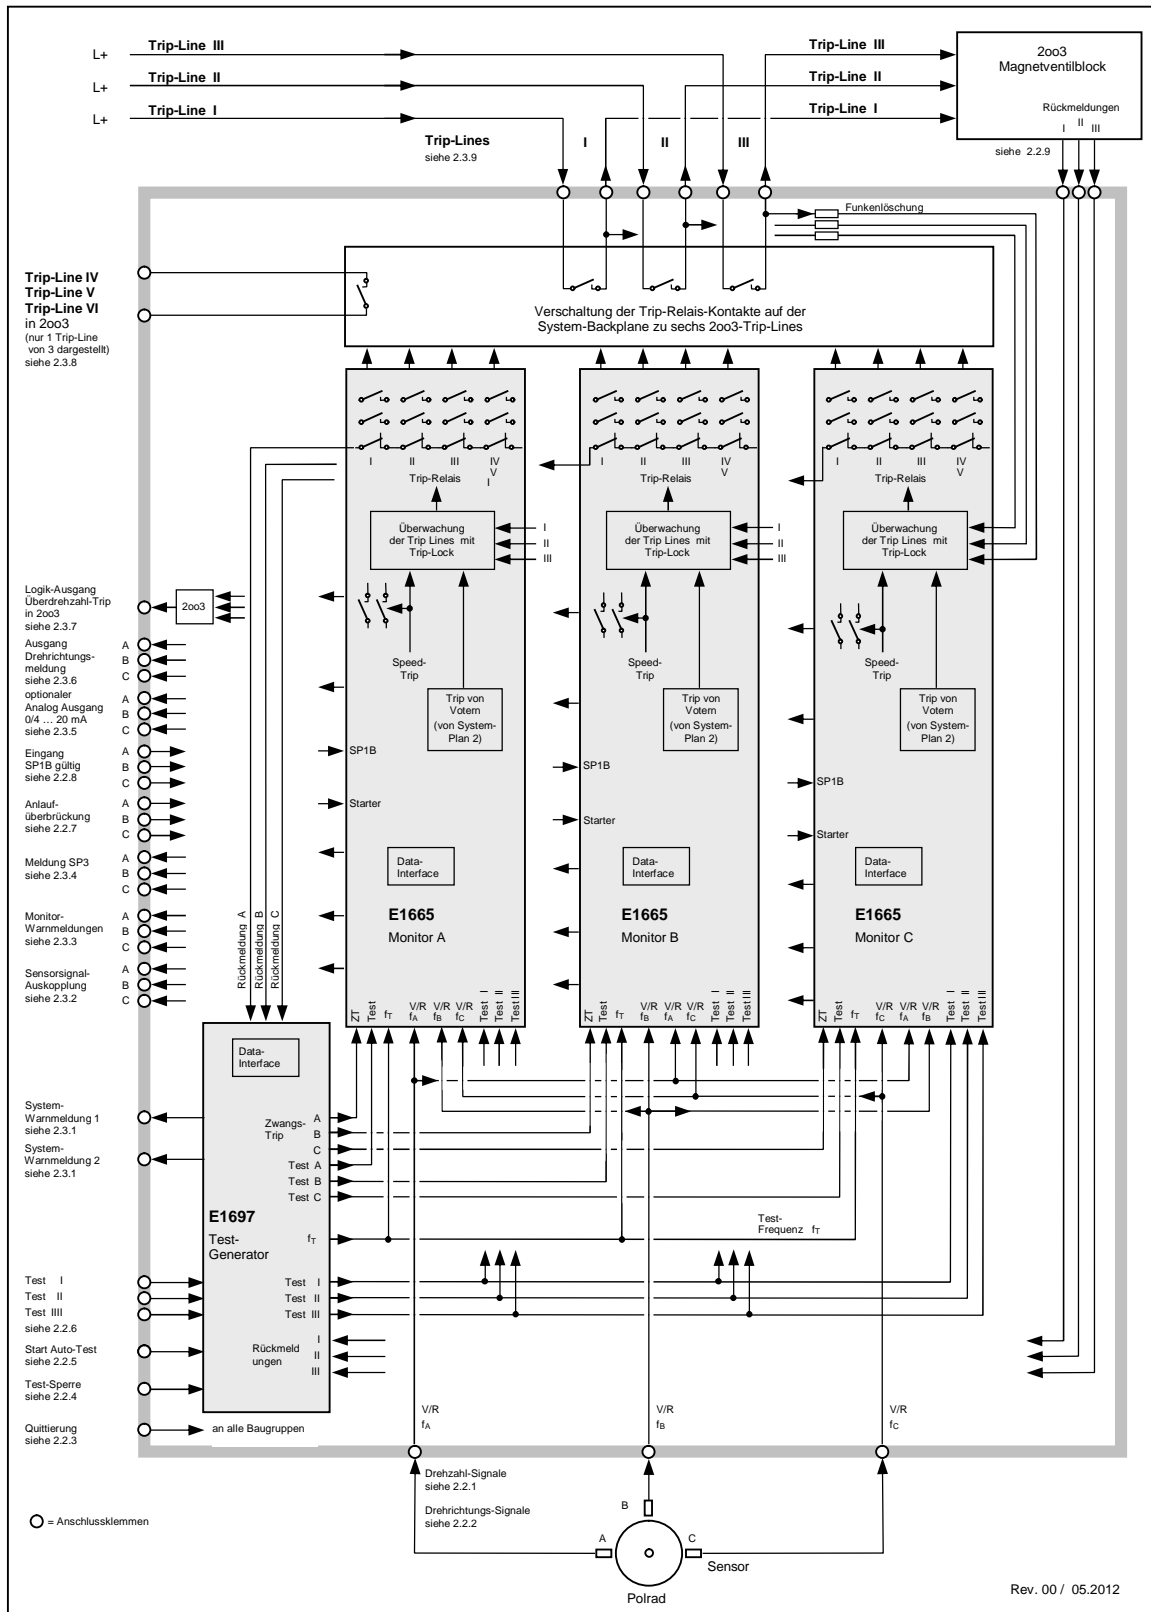 L+ Trip-Line III
L+ Trip-Line II
L+ Trip-Line I
Trip-Line III
Trip-Line II
Trip-Line I
2oo3
Magnetventilblock
Rückmeldungen
I II III
siehe 2.2.9
Trip-Lines I II III
siehe 2.3.9
Funkenlöschung
Trip-Line IV
Trip-Line V
Trip-Line VI
in 2oo3
(nur 1 Trip-Line
von 3 dargestellt)
siehe 2.3.8
Verschaltung der Trip-Relais-Kontakte auf der
System-Backplane zu sechs 2oo3-Trip-Lines
I II III IV
V
I
Trip-Relais
Überwachung
der Trip Lines mit
Trip-Lock
I
II
III
Speed-
Trip
Trip von
Votern
(von System-
Plan 2)
SP1B
Starter
Data-
Interface
E1665
Monitor A
ZT Test fT V/R fA V/R fB V/R fC Test I Test II Test III
I II III IV
V
Trip-Relais
Überwachung
der Trip Lines mit
Trip-Lock
I
II
III
Speed-
Trip
Trip von
Votern
(von System-
Plan 2)
SP1B
Starter
Data-
Interface
E1665
Monitor B
ZT Test fT V/R fB V/R fA V/R fC Test I Test II Test III
I II III IV
V
Trip-Relais
Überwachung
der Trip Lines mit
Trip-Lock
Speed-
Trip
Trip von
Votern
(von System-
Plan 2)
SP1B
Starter
Data-
Interface
E1665
Monitor C
ZT Test fT V/R fC V/R fA V/R fB Test I Test II Test III
Logik-Ausgang
Überdrehzahl-Trip
in 2oo3
siehe 2.3.7
2oo3
Ausgang A
Drehrichtungs- B
meldung C
siehe 2.3.6
optionaler A
Analog Ausgang B
0/4 ... 20 mA C
siehe 2.3.5
Eingang A
SP1B gültig B
siehe 2.2.8 C
Anlauf- A
überbrückung B
siehe 2.2.7 C
Meldung SP3 A
siehe 2.3.4 B
C
Monitor- A
Warnmeldungen B
siehe 2.3.3 C
Sensorsignal- A
Auskopplung B
siehe 2.3.2 C
Rückmeldung A
Rückmeldung B
Rückmeldung C
System-
Warnmeldung 1
siehe 2.3.1
System-
Warnmeldung 2
siehe 2.3.1
Data-
Interface
Zwangs-
Trip
A
B
C
Test A
Test B
Test C
E1697
Test-
Generator
fT
Test I
Test II
Test III
Rückmeld
ungen
I
II
III
Test-
Frequenz fT
Test I
Test II
Test IIII
siehe 2.2.6
Start Auto-Test
siehe 2.2.5
Test-Sperre
siehe 2.2.4
Quittierung
siehe 2.2.3
an alle Baugruppen
V/R
fA
V/R
fB
V/R
fC
Drehzahl-Signale
siehe 2.2.1
Drehrichtungs-Signale
siehe 2.2.2
= Anschlussklemmen
B
A C
Sensor
Polrad
Rev. 00 / 05.2012